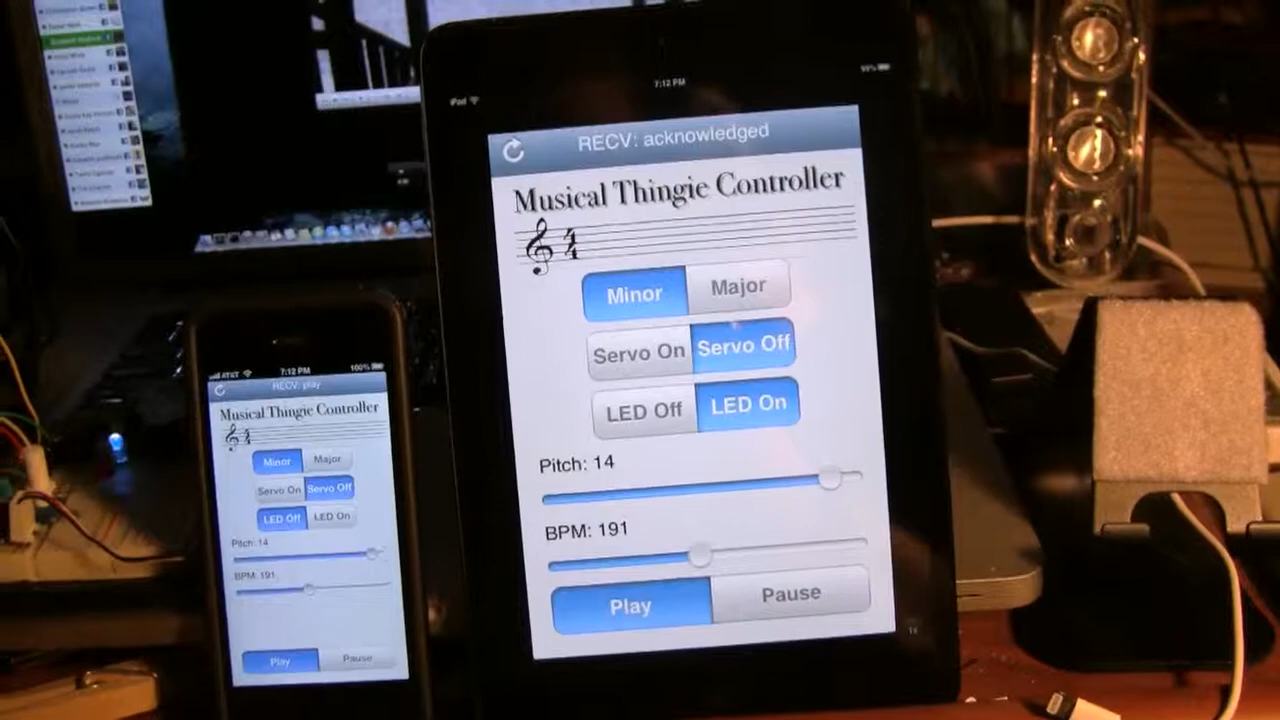 iPad
7:12 PM
99%
RECV: acknowledged
Musical Thingie Controller
Minor Major
Servo On Servo Off
LED Off LED On
Pitch: 14
BPM: 191
Play Pause
1x
AT&T 7:12 PM 100%
RECV: play
Musical Thingie Controller
Minor Major
Servo On Servo Off
LED Off LED On
Pitch: 14
BPM: 191
Play Pause